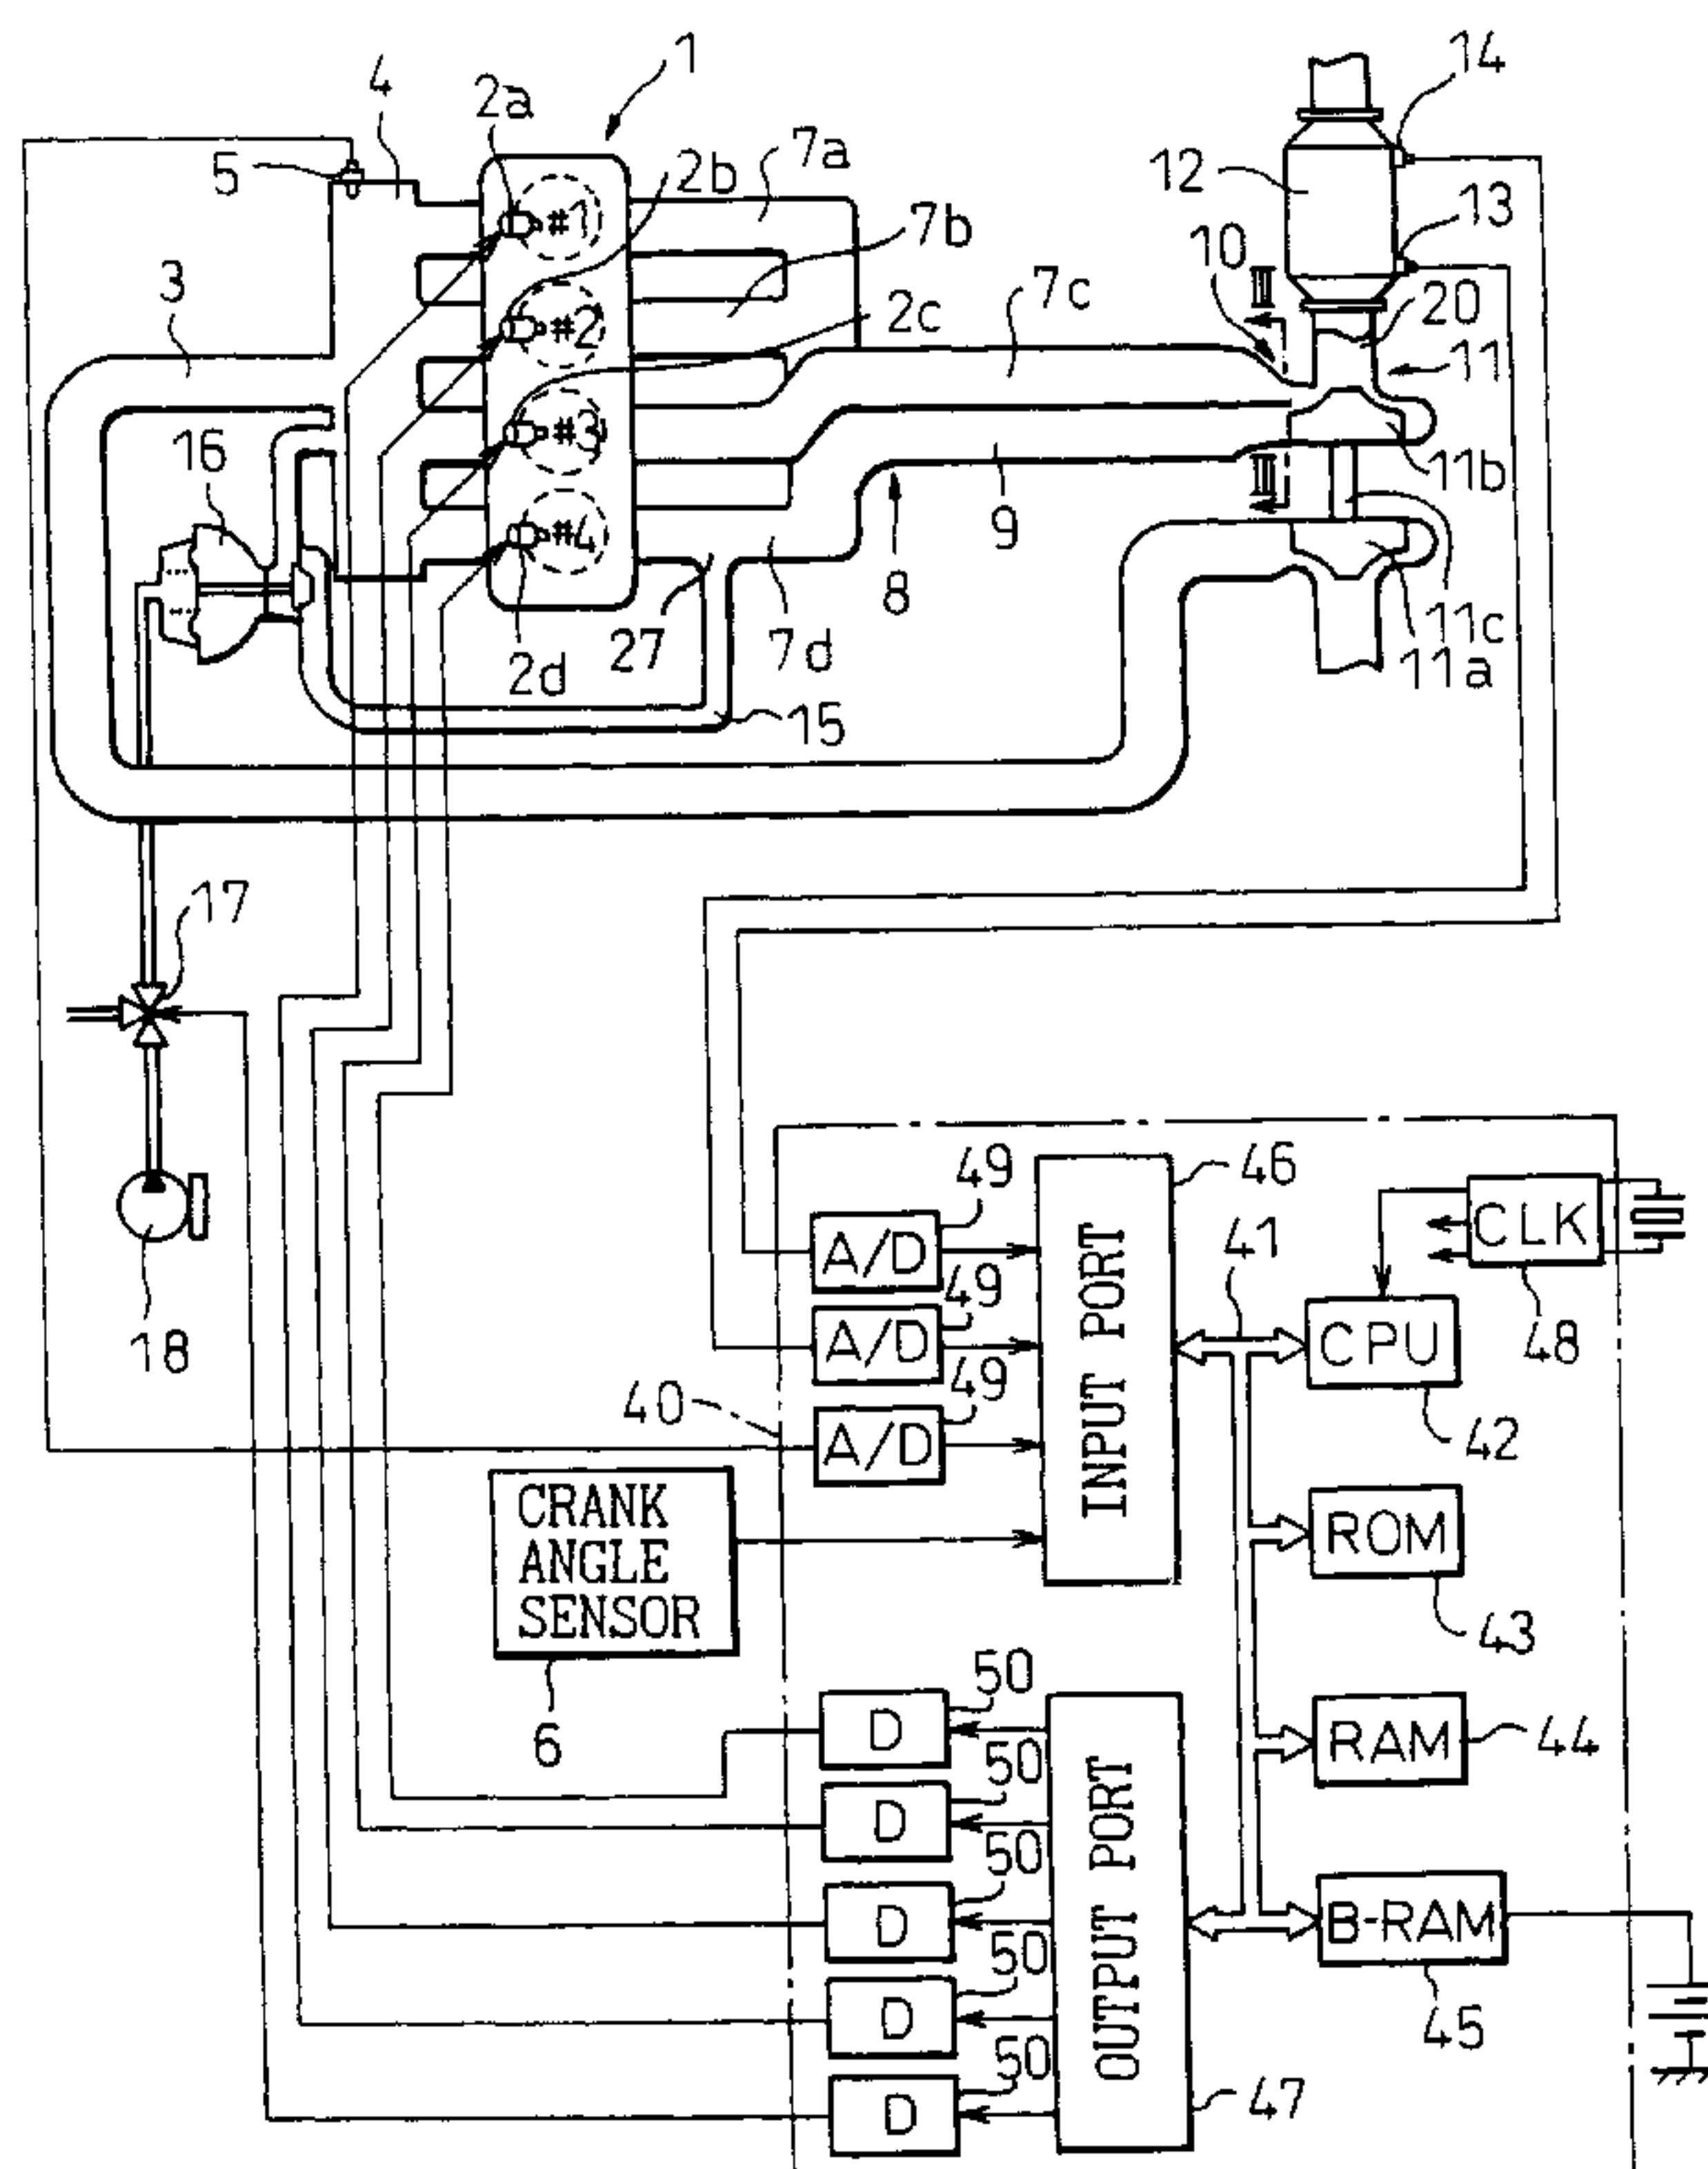 1
14
4
2a
7a
2b
12
5
#1
7b
13
10
III
3
#2
7c
2c
20
11
16
#3
11b
III
9
#4
8
27
7d
11c
2d
11a
15
17
49
46
A/D
CLK
41
49
18
A/D
INPUT PORT
CPU
48
49
40
A/D
42
CRANK
ANGLE
SENSOR
ROM
43
6
50
D
RAM
44
50
D
50
D
OUTPUT PORT
B-RAM
50
D
45
50
D
47